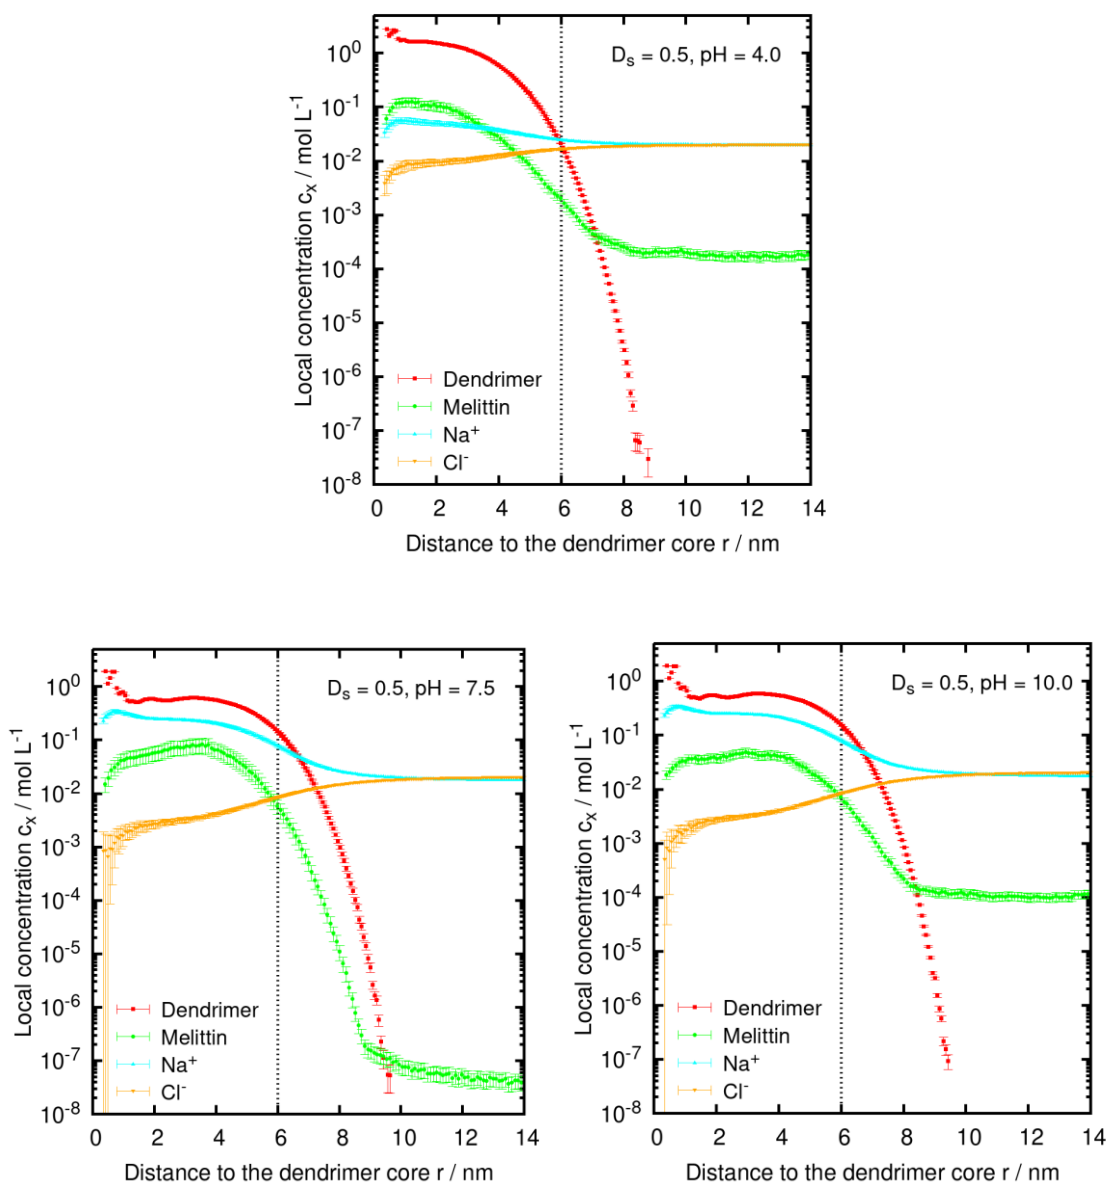 D_s = 0.5, pH = 4.0
Local concentration c_x / mol L^-1
10^0
10^-1
10^-2
10^-3
10^-4
10^-5
10^-6
10^-7
10^-8
Dendrimer
Melittin
Na^+
Cl^-
0 2 4 6 8 10 12 14
Distance to the dendrimer core r / nm
D_s = 0.5, pH = 7.5
Local concentration c_x / mol L^-1
10^0
10^-1
10^-2
10^-3
10^-4
10^-5
10^-6
10^-7
10^-8
Dendrimer
Melittin
Na^+
Cl^-
0 2 4 6 8 10 12 14
Distance to the dendrimer core r / nm
D_s = 0.5, pH = 10.0
Local concentration c_x / mol L^-1
10^0
10^-1
10^-2
10^-3
10^-4
10^-5
10^-6
10^-7
10^-8
Dendrimer
Melittin
Na^+
Cl^-
0 2 4 6 8 10 12 14
Distance to the dendrimer core r / nm